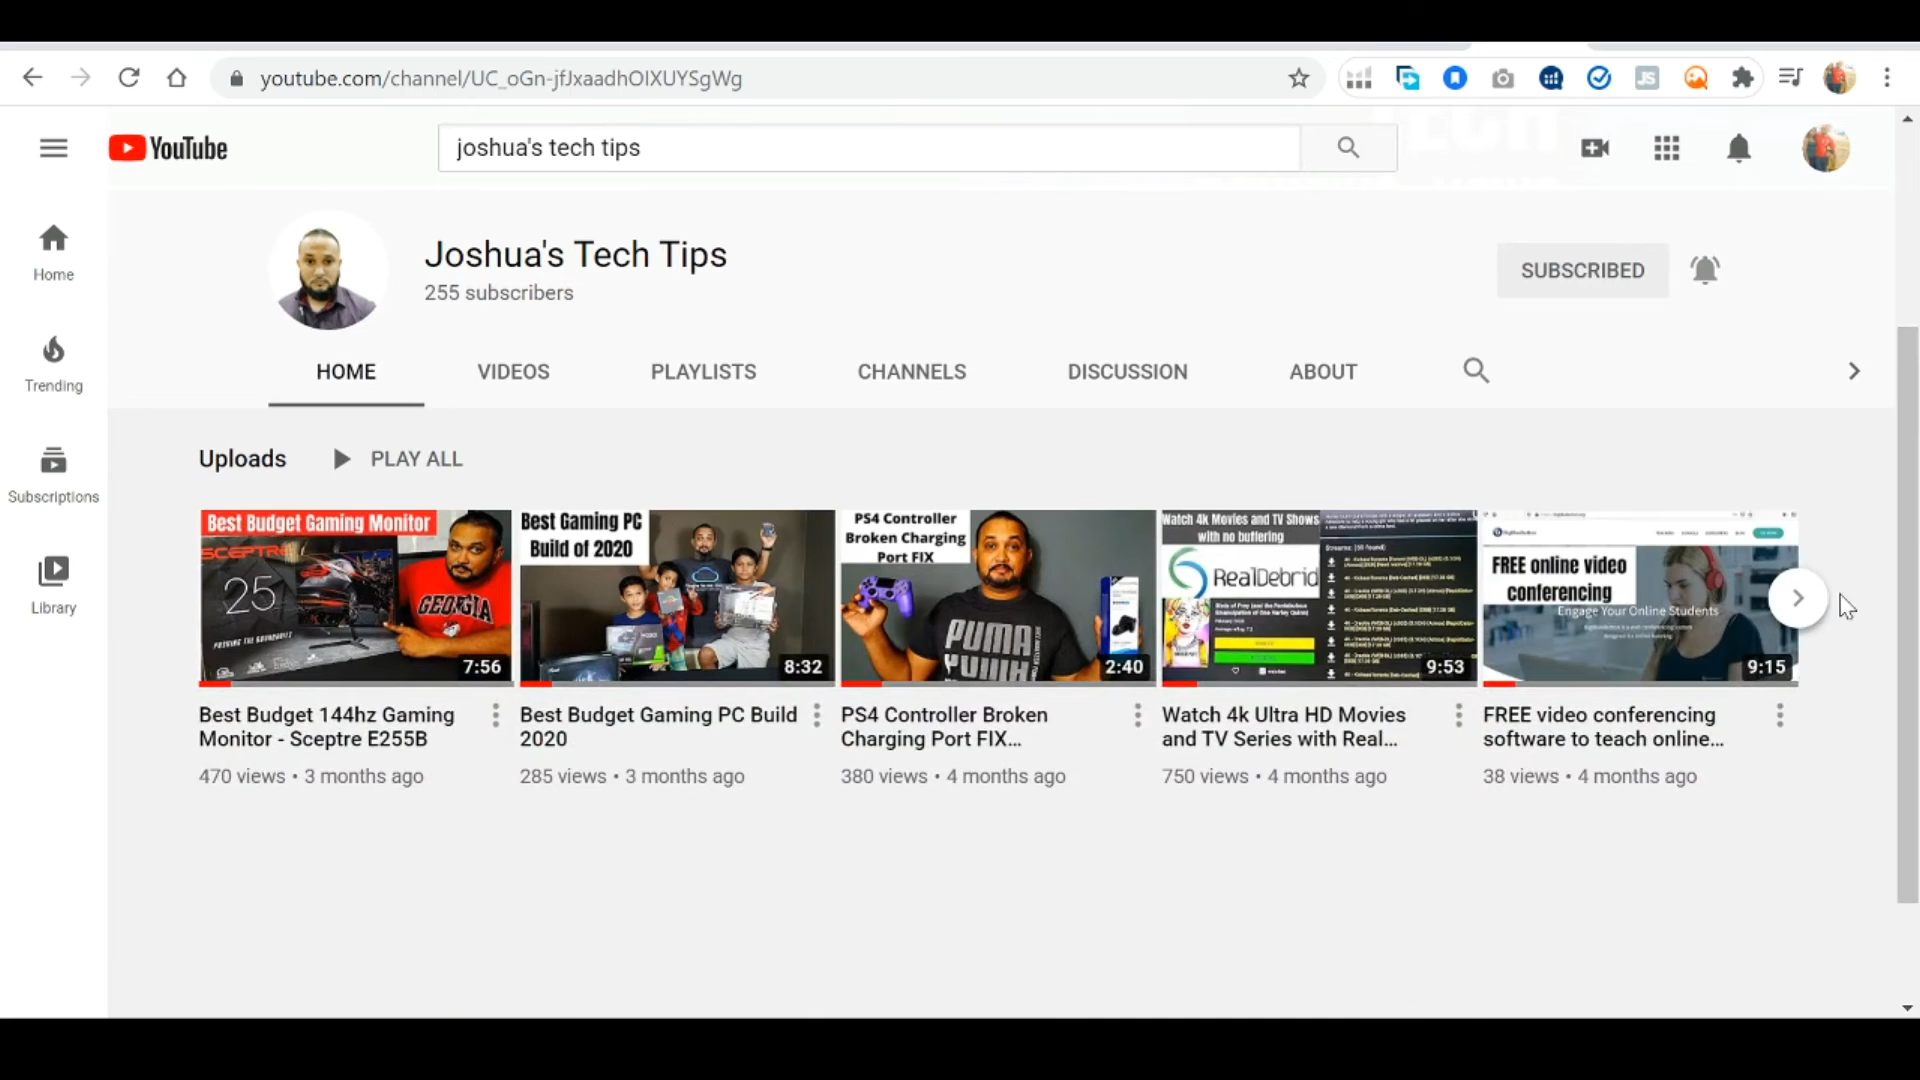 youtube.com/channel/UC_oGn-jfJxaadhOIXUYSgWg
JS
YouTube
joshua's tech tips
Joshua's Tech Tips
255 subscribers
SUBSCRIBED
Home
Trending
Subscriptions
Library
HOME VIDEOS PLAYLISTS CHANNELS DISCUSSION ABOUT
Uploads PLAY ALL
Best Budget Gaming Monitor
SCEPTRE
25
GEORGIA
7:56
Best Gaming PC
Build of 2020
8:32
PS4 Controller
Broken Charging
Port FIX
PUMA
2:40
Watch 4k Movies and TV Shows
with no buffering
RealDebrid
9:53
FREE online video
conferencing
Engage Your Online Students
9:15
Best Budget 144hz Gaming
Monitor - Sceptre E255B
470 views • 3 months ago
Best Budget Gaming PC Build
2020
285 views • 3 months ago
PS4 Controller Broken
Charging Port FIX...
380 views • 4 months ago
Watch 4k Ultra HD Movies
and TV Series with Real...
750 views • 4 months ago
FREE video conferencing
software to teach online...
38 views • 4 months ago